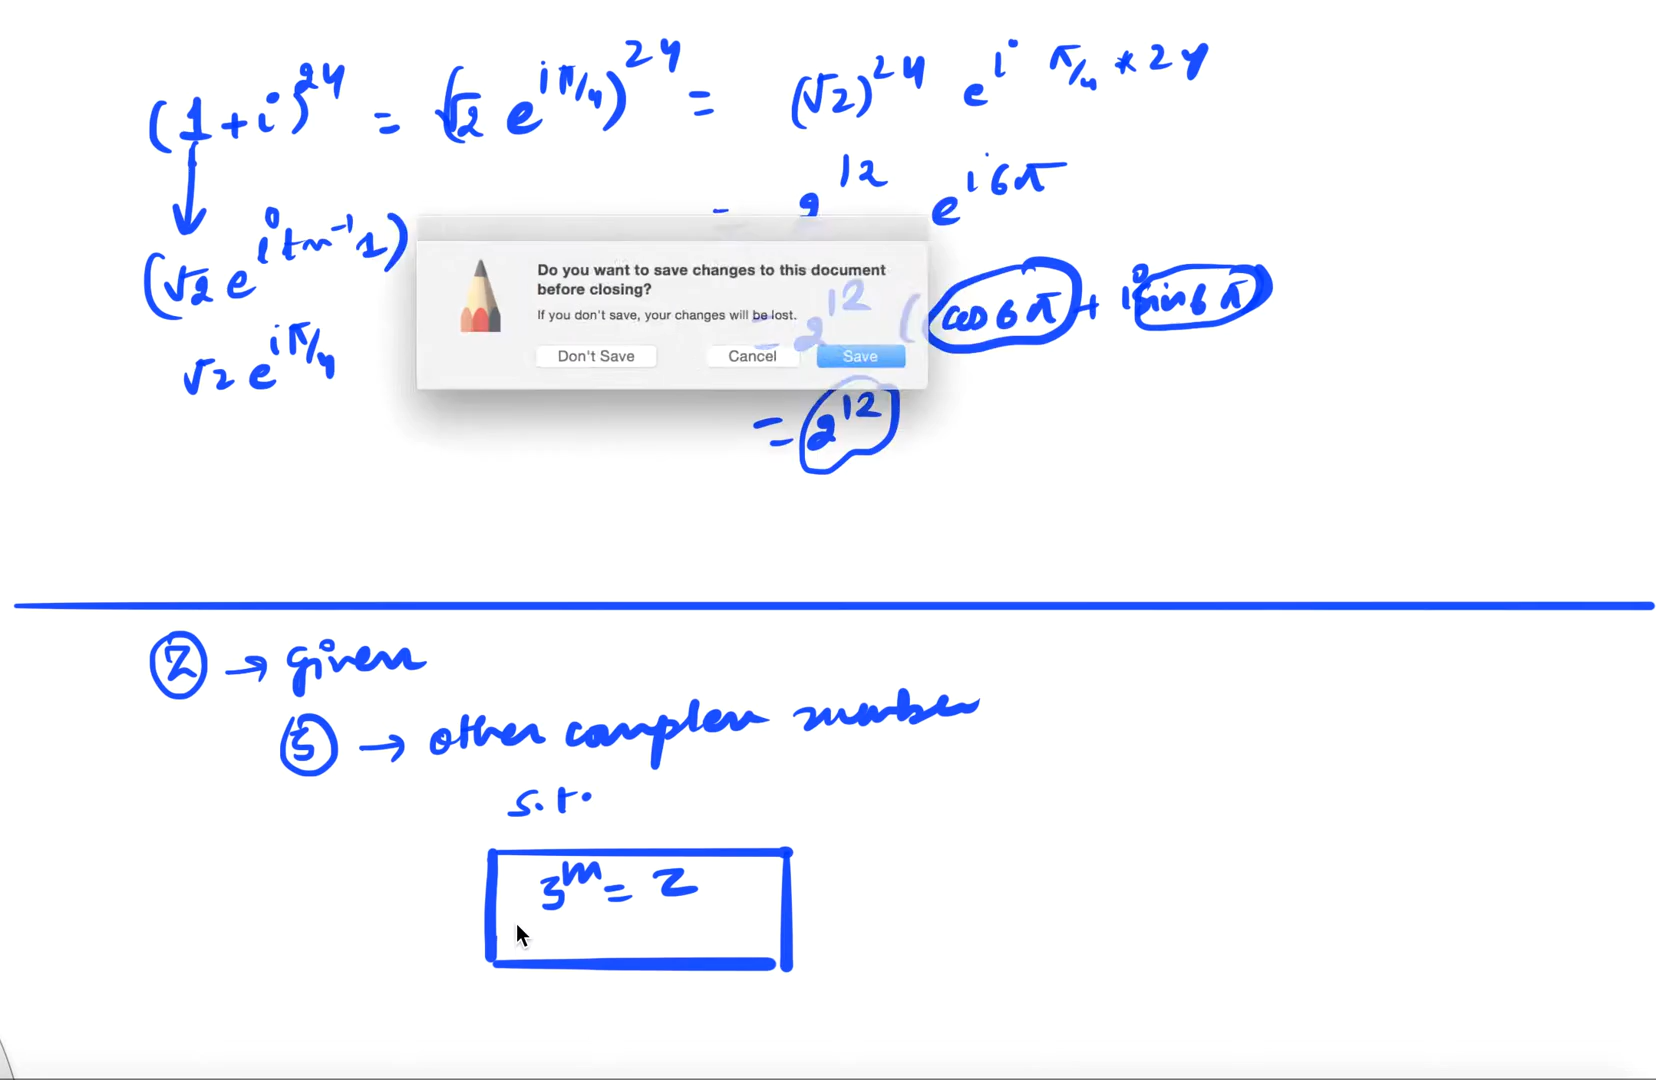 (1+i)^24 = (√2 e^iπ/4)^24 = (√2)^24 e^i π/4 * 24
= 2^12 e^i6π
(√2 e^i tan^-1 1)
Do you want to save changes to this document
before closing?
If you don't save, your changes will be lost.
= 2^12 (cos 6π + i sin 6π)
Don't Save Cancel Save
√2 e^iπ/4
= 2^12
z → given
ξ → other complex number
s.t.
ξ^m = z